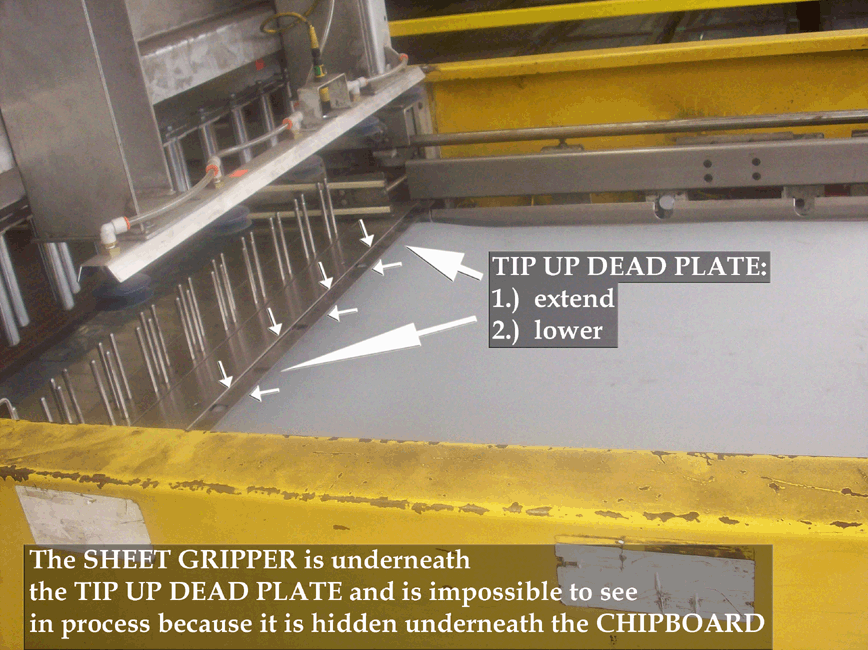 TIP UP DEAD PLATE:
1.) extend
2.) lower
The SHEET GRIPPER is underneath
the TIP UP DEAD PLATE and is impossible to see
in process because it is hidden underneath the CHIPBOARD